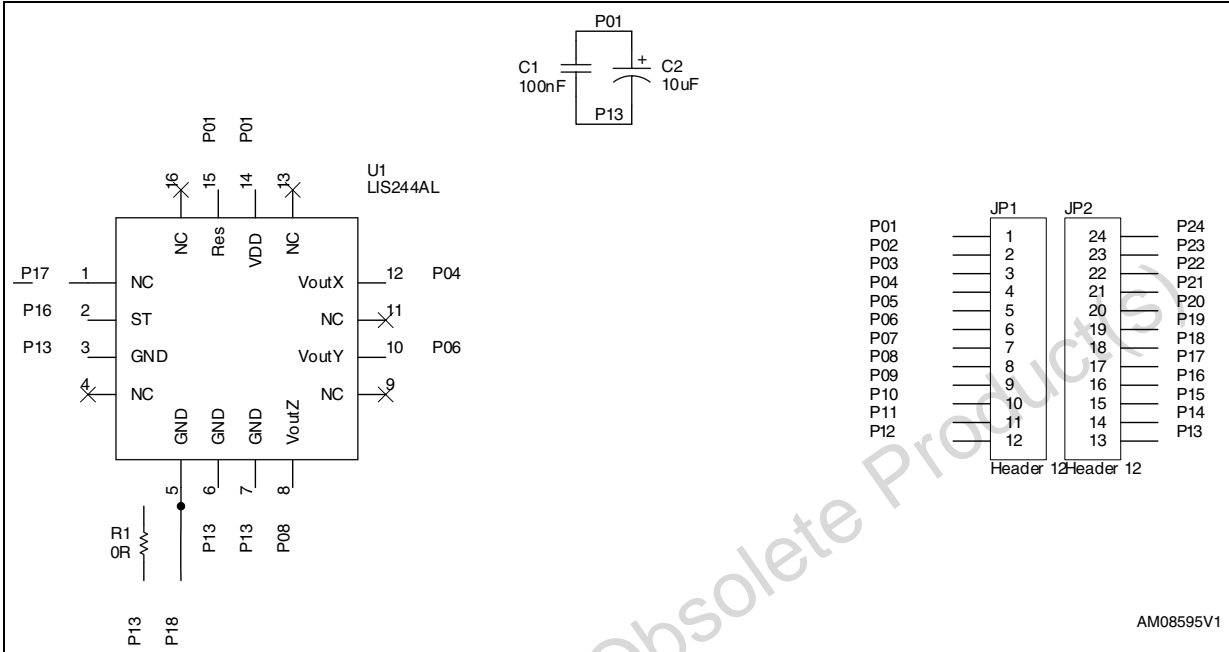 P01
C1
100nF
+
C2
10uF
P13
P01
P01
16
15
14
13
U1
LIS244AL
NC
Res
VDD
NC
P17
1
NC
VoutX
12
P04
P16
2
ST
NC
11
P13
3
GND
VoutY
10
P06
4
NC
NC
9
GND
GND
GND
VoutZ
5
6
7
8
R1
0R
P13
P13
P08
P13
P18
JP1
JP2
P01
1
24
P24
P02
2
23
P23
P03
3
22
P22
P04
4
21
P21
P05
5
20
P20
P06
6
19
P19
P07
7
18
P18
P08
8
17
P17
P09
9
16
P16
P10
10
15
P15
P11
11
14
P14
P12
12
13
P13
Header 12
Header 12
Obsolete Product(s)
AM08595V1